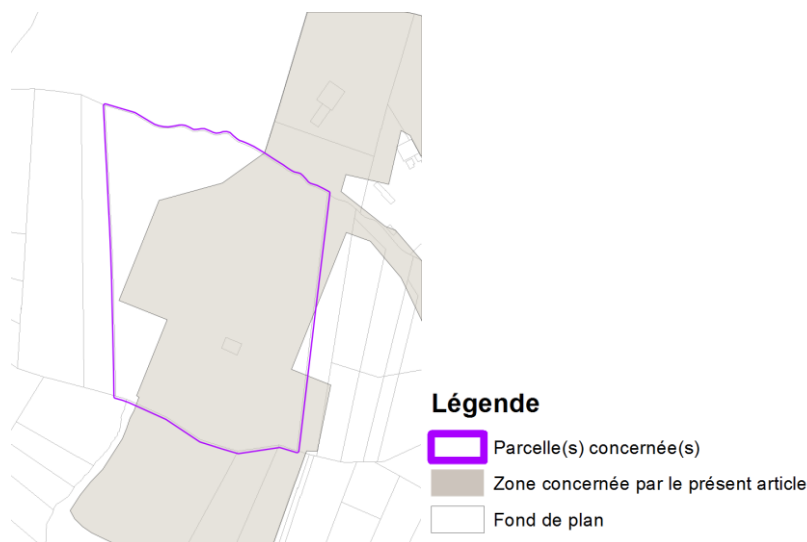 Légende
Parcelle(s) concernée(s)
Zone concernée par le présent article
Fond de plan